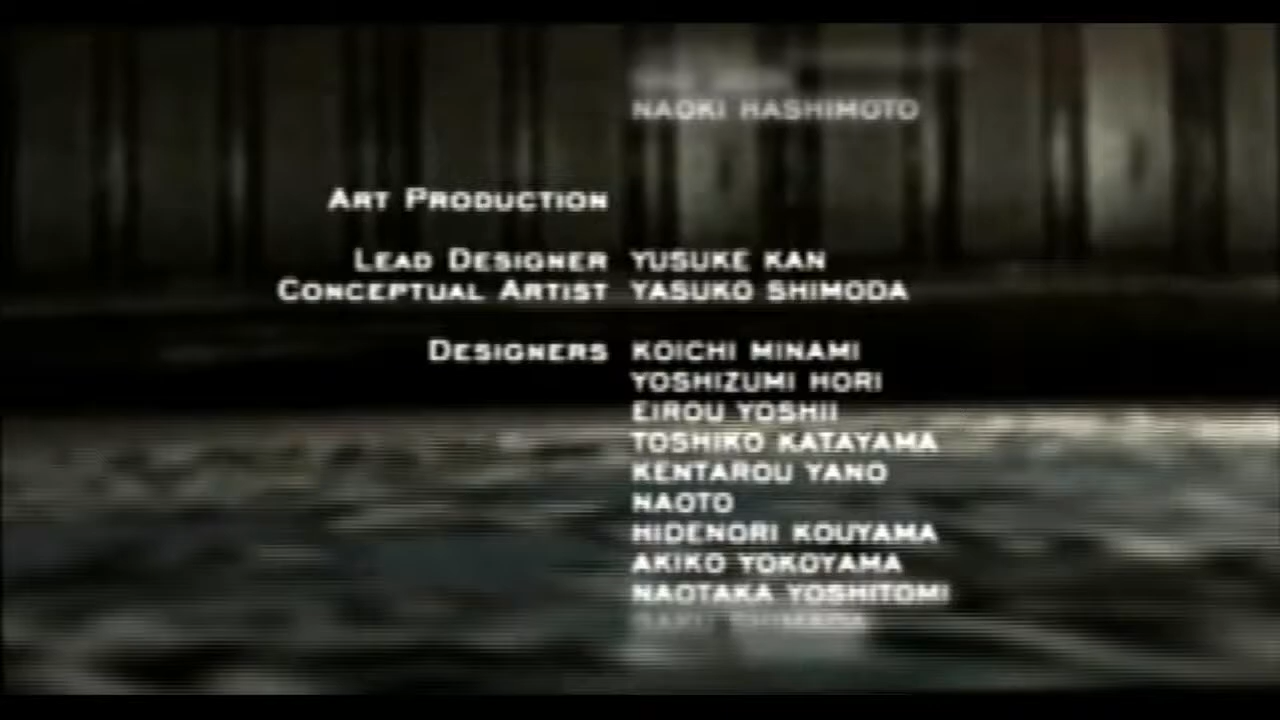 NAOKI HASHIMOTO
ART PRODUCTION
LEAD DESIGNER YUSUKE KAN
CONCEPTUAL ARTIST YASUKO SHIMODA
DESIGNERS KOICHI MINAMI
YOSHIZUMI HORI
EIROU YOSHII
TOSHIKO KATAYAMA
KENTAROU YANO
NAOTO
HIDENORI KOUYAMA
AKIKO YOKOYAMA
NAOTAKA YOSHITOMI